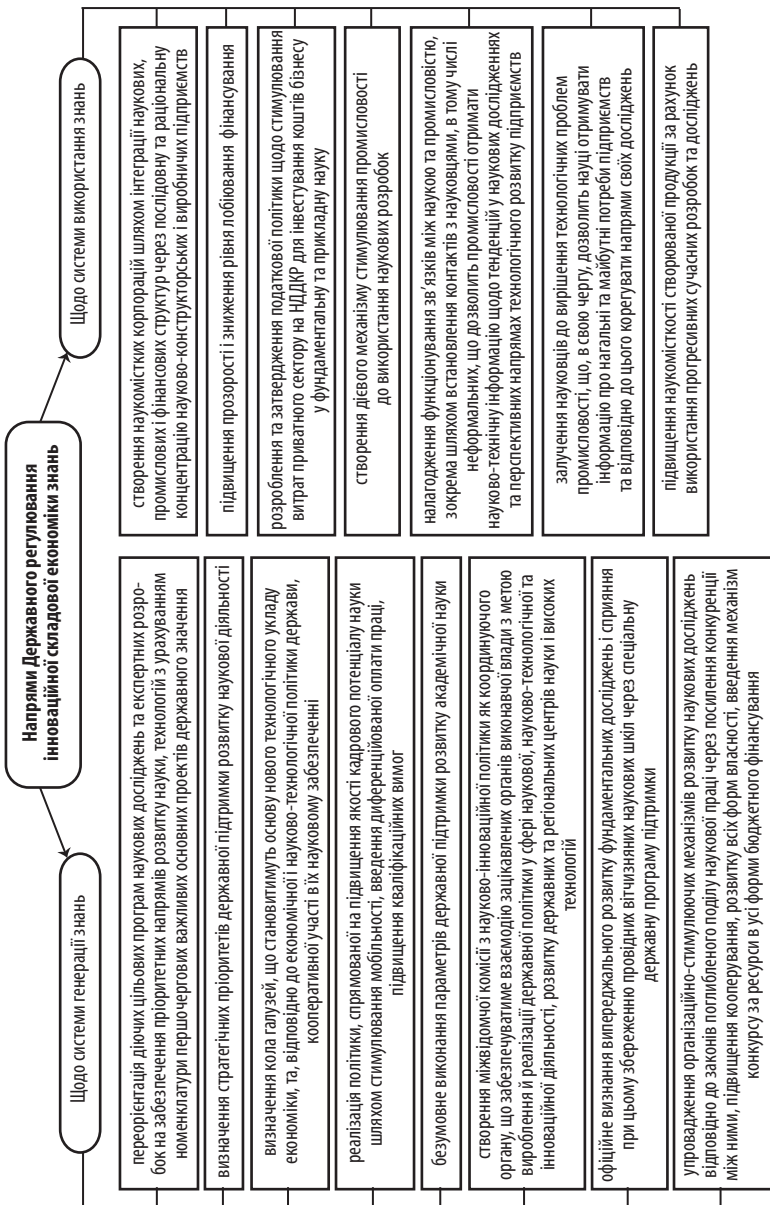 Напрями Державного регулювання
інноваційної складової економіки знань
Щодо системи генерації знань
переорієнтація діючих цільових програм наукових досліджень та експертних розро-
бок на забезпечення пріоритетних напрямів розвитку науки, технологій з урахуванням
номенклатури першочергових важливих основних проектів державного значення
визначення стратегічних пріоритетів державної підтримки розвитку наукової діяльності
визначення кола галузей, що становитимуть основу нового технологічного укладу
економіки, та, відповідно до економічної і науково-технологічної політики держави,
кооперативної участі в їх науковому забезпеченні
реалізація політики, спрямованої на підвищення якості кадрового потенціалу науки
шляхом стимулювання мобільності, введення диференційованої оплати праці,
підвищення кваліфікаційних вимог
безумовне виконання параметрів державної підтримки розвитку академічної науки
створення міжвідомчої комісії з науково-інноваційної політики як координуючого
органу, що забезпечуватиме взаємодію зацікавлених органів виконавчої влади з метою
вироблення й реалізації державної політики у сфері наукової, науково-технологічної та
інноваційної діяльності, розвитку державних та регіональних центрів науки і високих
технологій
офіційне визнання випереджального розвитку фундаментальних досліджень і сприяння
при цьому збереженню провідних вітчизняних наукових шкіл через спеціальну
державну програму підтримки
упровадження організаційно-стимулюючих механізмів розвитку наукових досліджень
відповідно до законів поглибленого поділу наукової праці через посилення конкуренції
між ними, підвищення кооперування, розвитку всіх форм власності, введення механізм
конкурсу за ресурси в усі форми бюджетного фінансування
Щодо системи використання знань
створення наукомістких корпорацій шляхом інтеграції наукових,
промислових і фінансових структур через послідовну та раціональну
концентрацію науково-конструкторських і виробничих підприємств
підвищення прозорості і зниження рівня лобіювання фінансування
розроблення та затвердження податкової політики щодо стимулювання
витрат приватного сектору на НДДКР для інвестування коштів бізнесу
у фундаментальну та прикладну науку
створення дієвого механізму стимулювання промисловості
до використання наукових розробок
налагодження функціонування зв'язків між наукою та промисловістю,
зокрема шляхом встановлення контактів з науковцями, в тому числі
неформальних, що дозволить промисловості отримати
науково-технічну інформацію щодо тенденцій у наукових дослідженнях
та перспективних напрямах технологічного розвитку підприємств
залучення науковців до вирішення технологічних проблем
промисловості, що, в свою чергу, дозволить науці отримувати
інформацію про нагальні та майбутні потреби підприємств
та відповідно до цього корегувати напрями своїх досліджень
підвищення наукомісткості створюваної продукції за рахунок
використання прогресивних сучасних розробок та досліджень